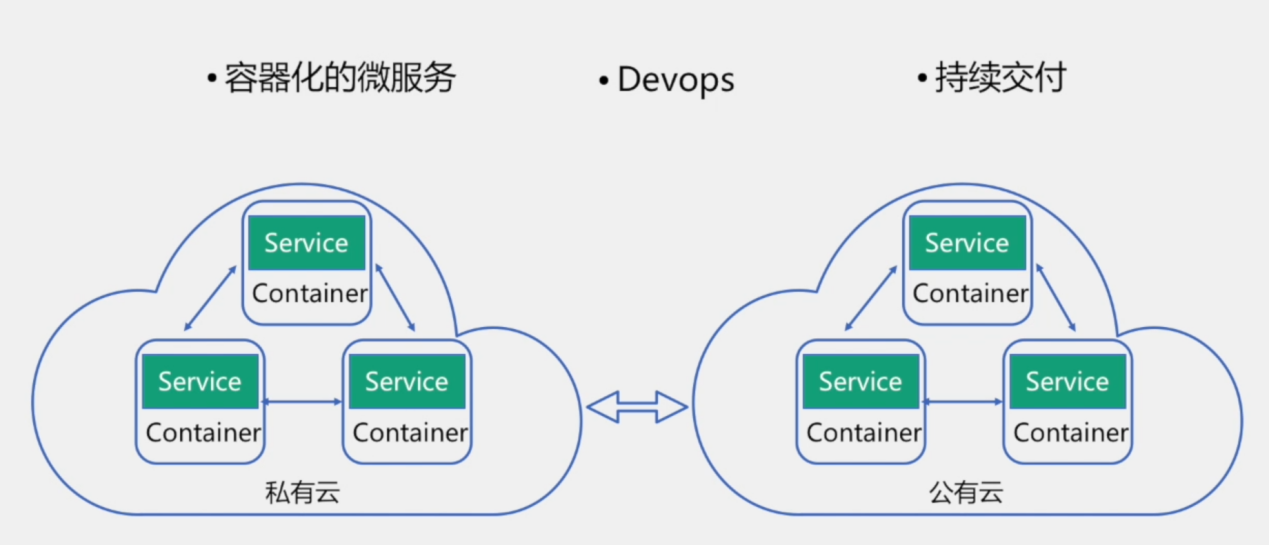 • 容器化的微服务
• Devops
• 持续交付
Service
Container
Service
Container
Service
Container
私有云
Service
Container
Service
Container
Service
Container
公有云